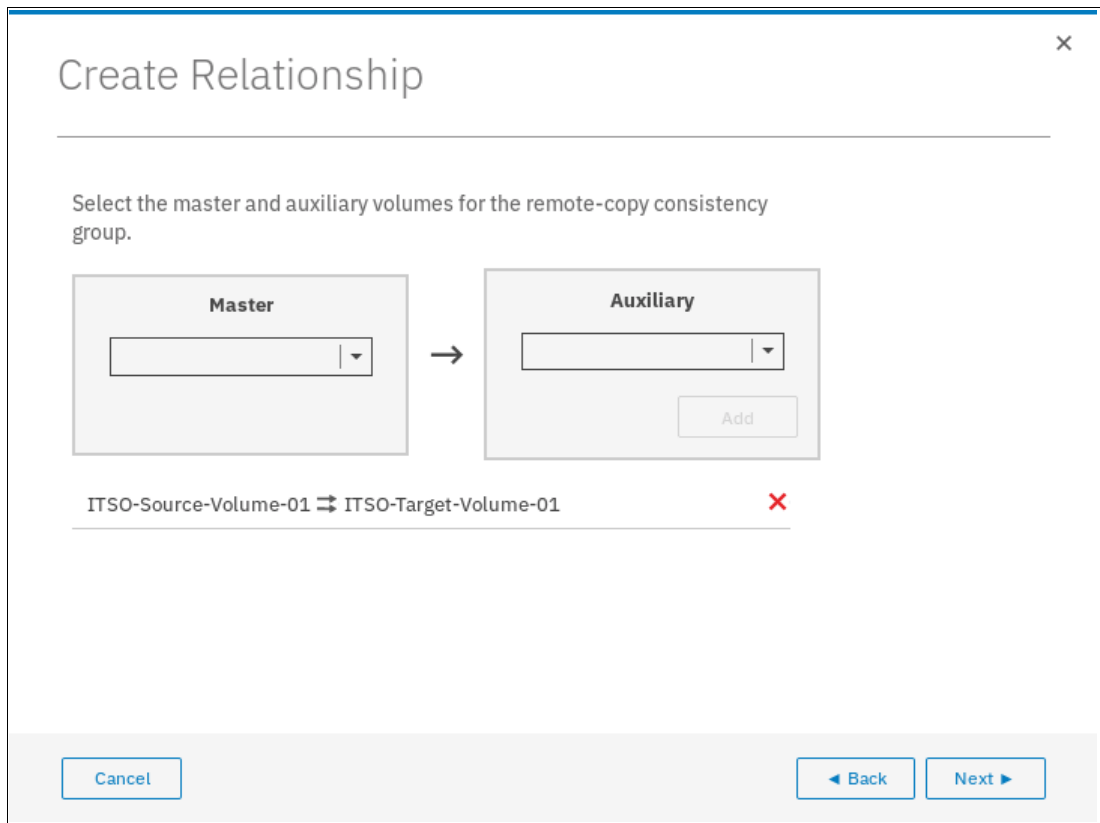 Create Relationship
Select the master and auxiliary volumes for the remote-copy consistency
group.
Master
Auxiliary
Add
ITSO-Source-Volume-01 ⇉ ITSO-Target-Volume-01
Cancel
◄ Back
Next ►